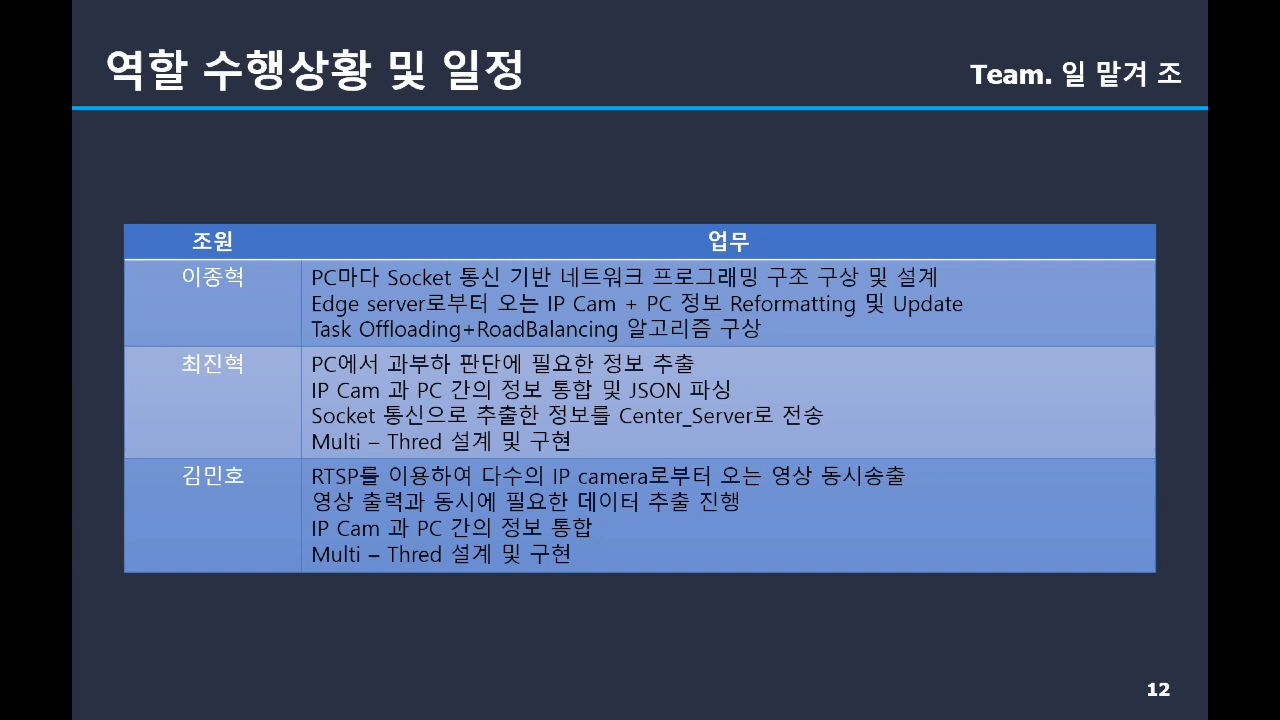 역할 수행상황 및 일정
Team. 일 맡겨 조
조원 업무
이종혁 PC마다 Socket 통신 기반 네트워크 프로그래밍 구조 구상 및 설계
Edge server로부터 오는 IP Cam + PC 정보 Reformatting 및 Update
Task Offloading+RoadBalancing 알고리즘 구상
최진혁 PC에서 과부하 판단에 필요한 정보 추출
IP Cam 과 PC 간의 정보 통합 및 JSON 파싱
Socket 통신으로 추출한 정보를 Center_Server로 전송
Multi – Thred 설계 및 구현
김민호 RTSP를 이용하여 다수의 IP camera로부터 오는 영상 동시송출
영상 출력과 동시에 필요한 데이터 추출 진행
IP Cam 과 PC 간의 정보 통합
Multi – Thred 설계 및 구현
12